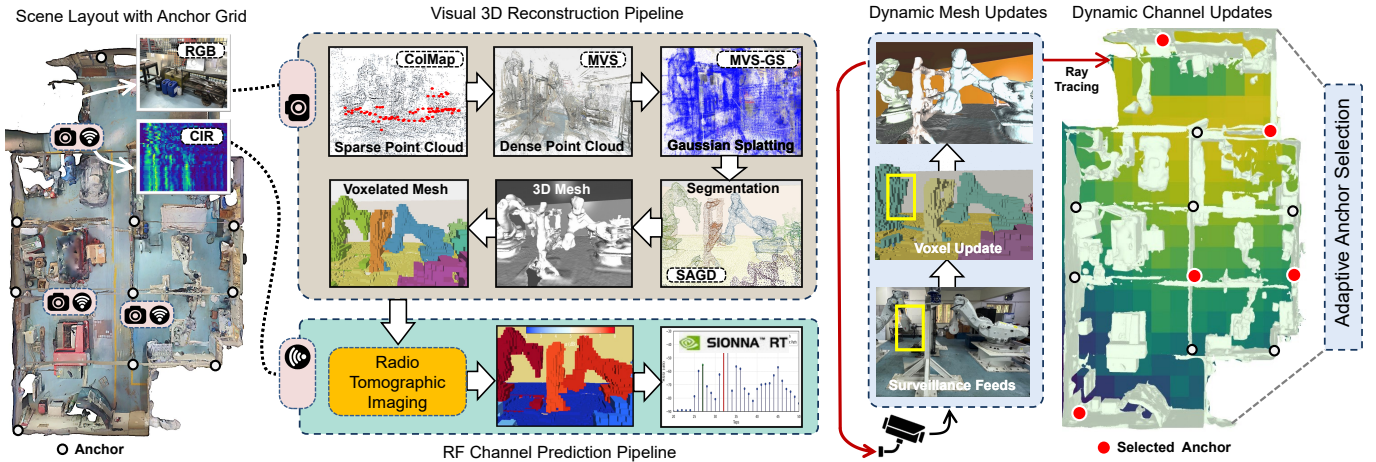 Scene Layout with Anchor Grid
RGB
CIR
Anchor
Visual 3D Reconstruction Pipeline
ColMap
Sparse Point Cloud
MVS
Dense Point Cloud
MVS-GS
Gaussian Splatting
Voxelated Mesh
3D Mesh
Segmentation
SAGD
Radio
Tomographic
Imaging
SIONNA™ RT
RF Channel Prediction Pipeline
Dynamic Mesh Updates
Voxel Update
Surveillance Feeds
Dynamic Channel Updates
Ray
Tracing
Adaptive Anchor Selection
Selected Anchor